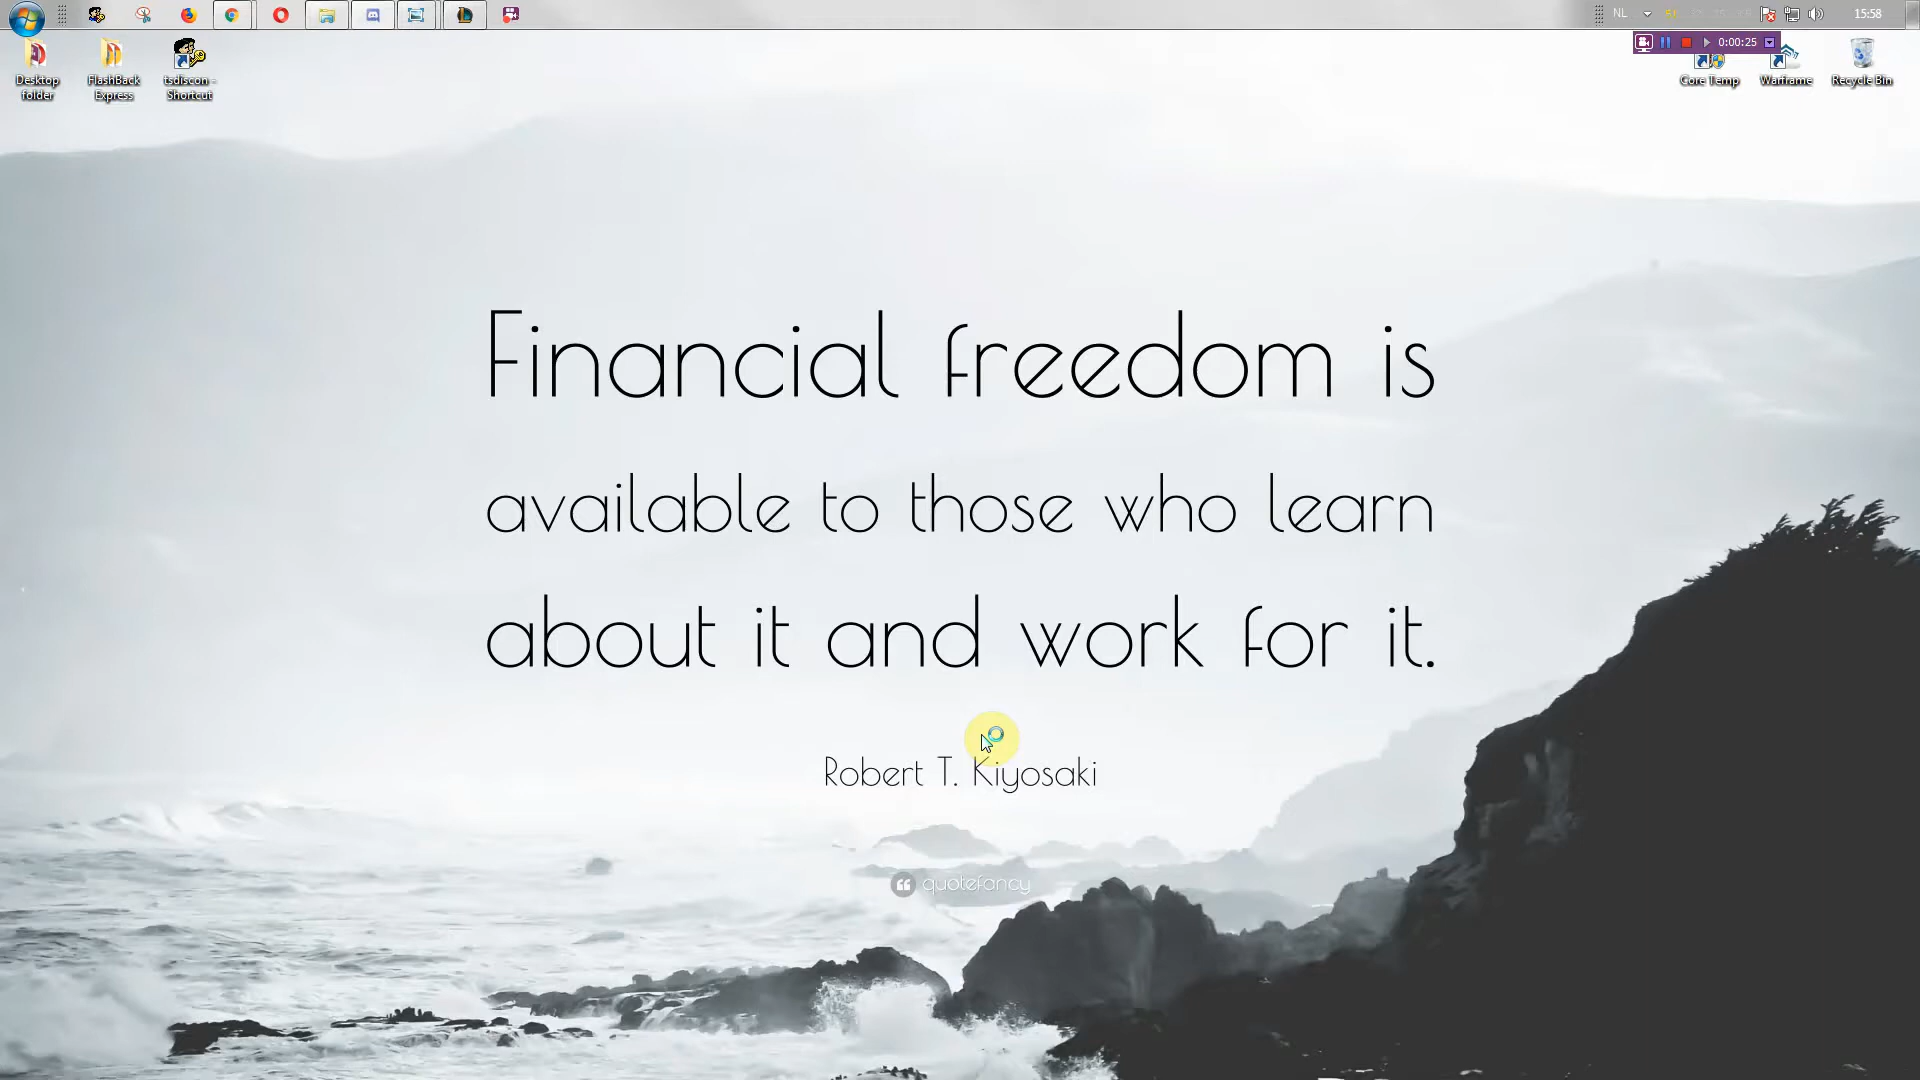 NL
15:58
0:00:25
Desktop folder
FlashBack Express
tsdiscon - Shortcut
Core Temp
Warframe
Recycle Bin
Financial freedom is
available to those who learn
about it and work for it.
Robert T. Kiyosaki
quotefancy